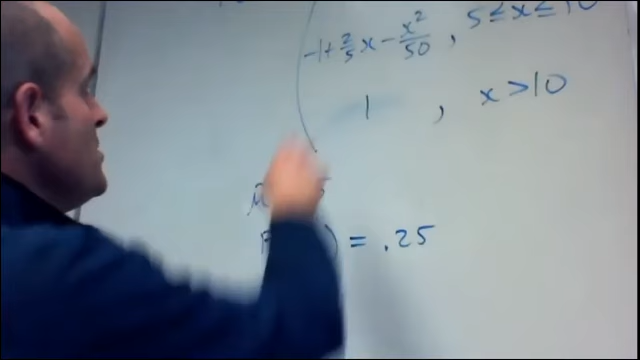 -1+2/5x-x²/50, 5≤x≤10
1, x>10
) = .25